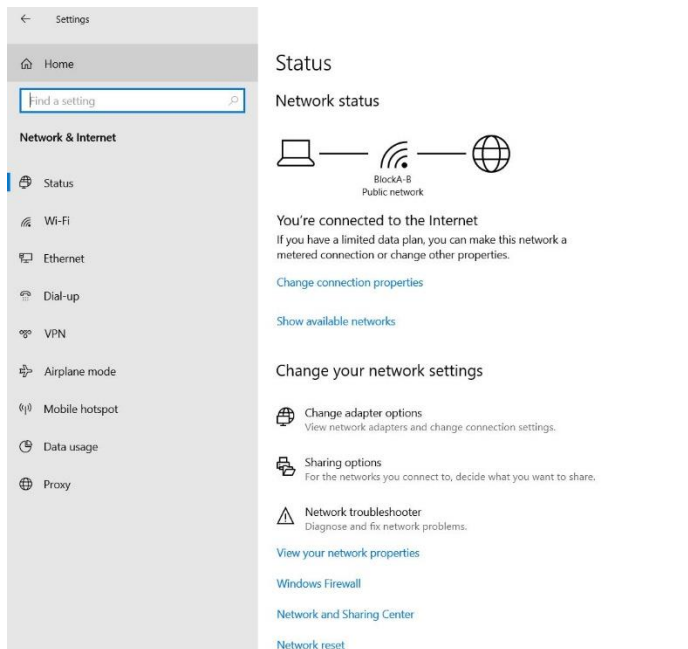 Settings
Home
Find a setting
Network & Internet
Status
Wi-Fi
Ethernet
Dial-up
VPN
Airplane mode
Mobile hotspot
Data usage
Proxy
Status
Network status
BlockA-B
Public network
You're connected to the Internet
If you have a limited data plan, you can make this network a
metered connection or change other properties.
Change connection properties
Show available networks
Change your network settings
Change adapter options
View network adapters and change connection settings.
Sharing options
For the networks you connect to, decide what you want to share.
Network troubleshooter
Diagnose and fix network problems.
View your network properties
Windows Firewall
Network and Sharing Center
Network reset